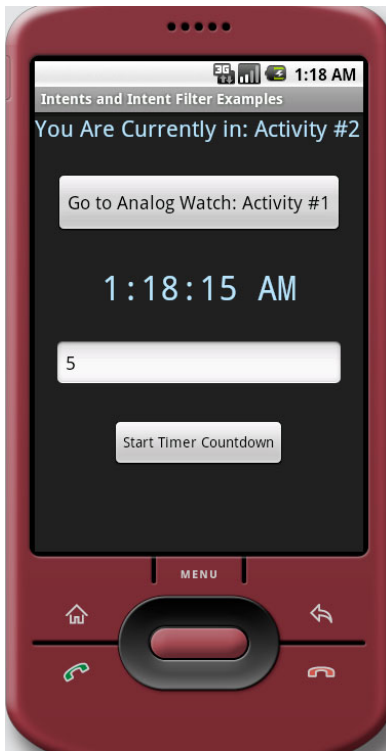 3G 1:18 AM
Intents and Intent Filter Examples
You Are Currently in: Activity #2
Go to Analog Watch: Activity #1
1:18:15 AM
5
Start Timer Countdown
MENU